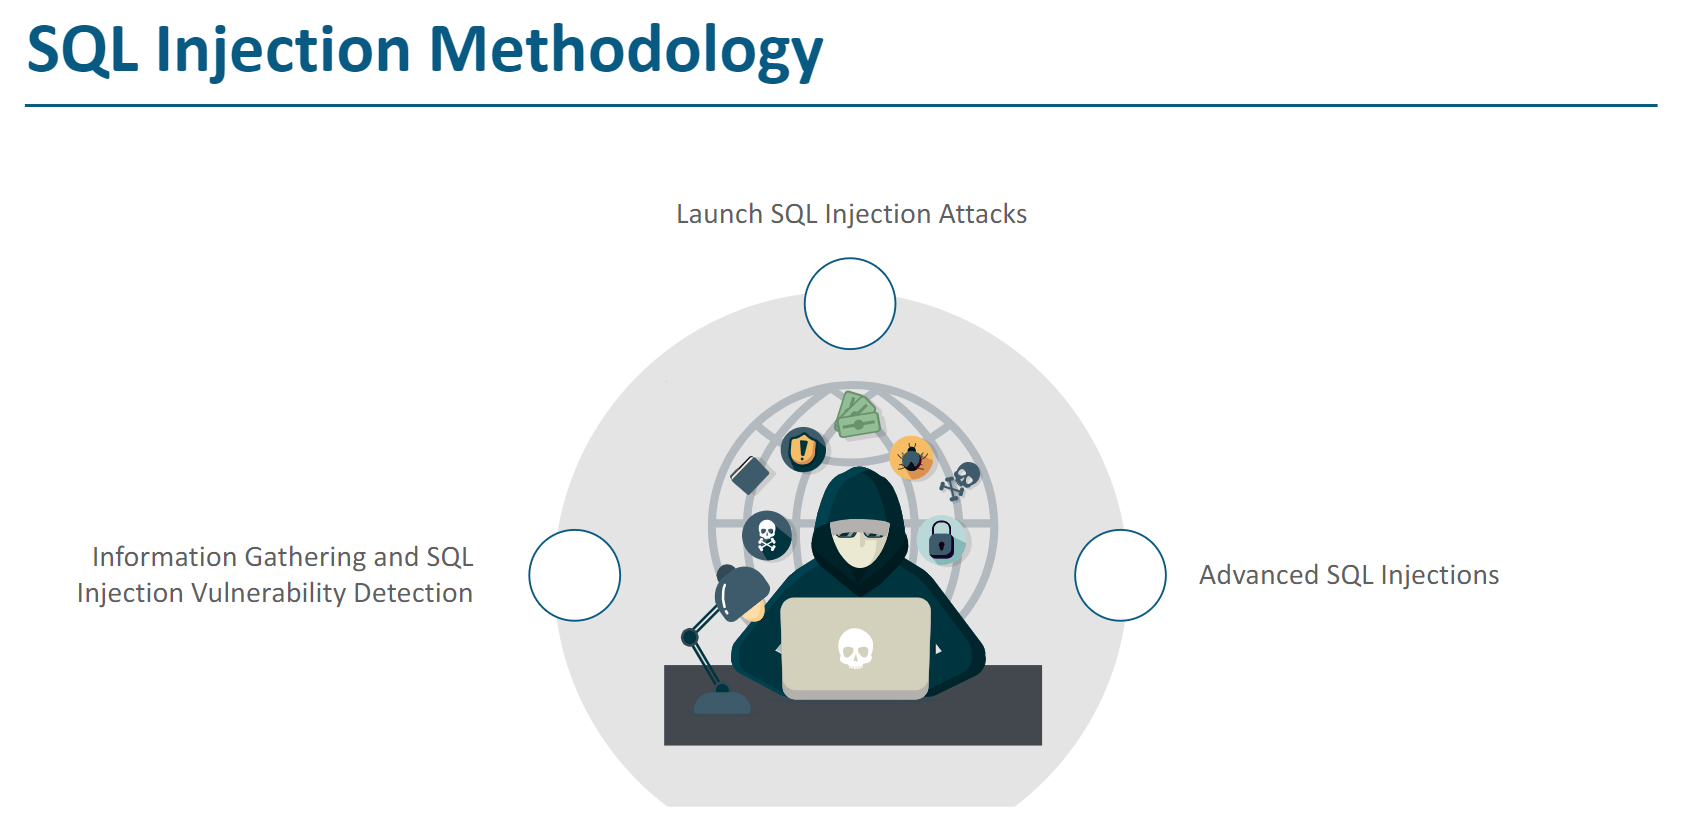 SQL Injection Methodology
Launch SQL Injection Attacks
Information Gathering and SQL
Injection Vulnerability Detection
Advanced SQL Injections